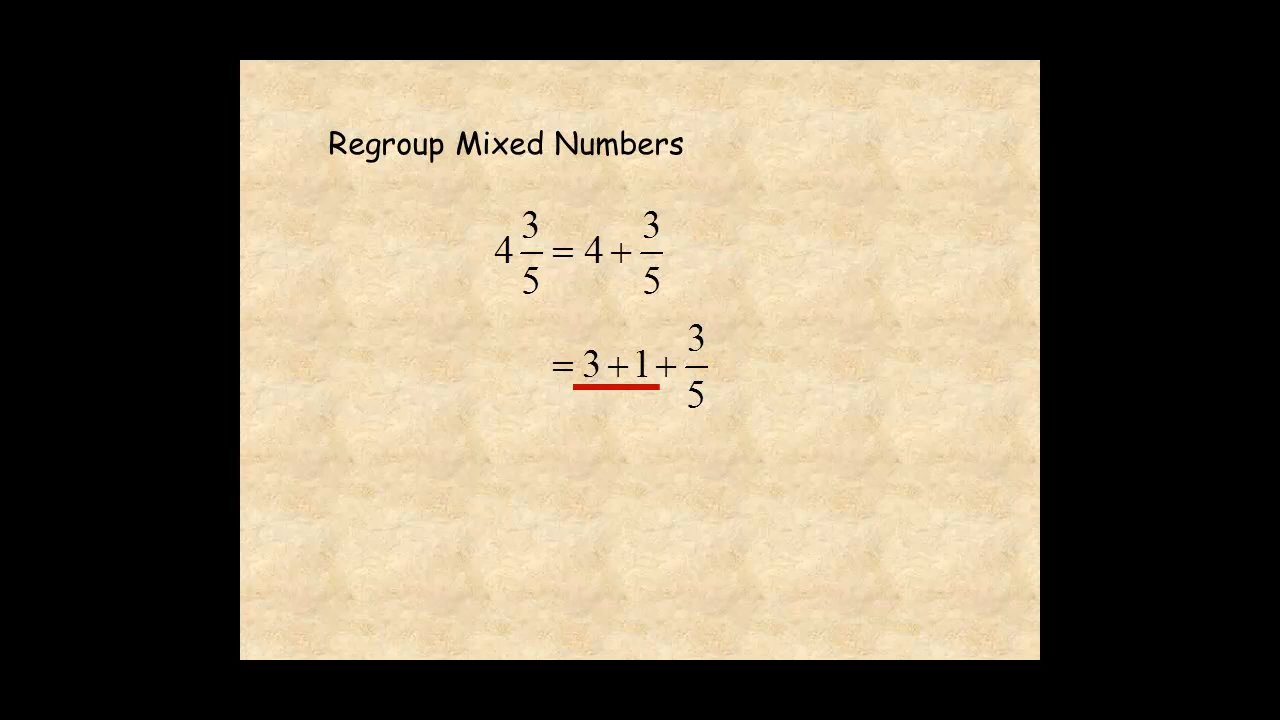 Regroup Mixed Numbers
4 3/5 = 4 + 3/5
= 3 + 1 + 3/5